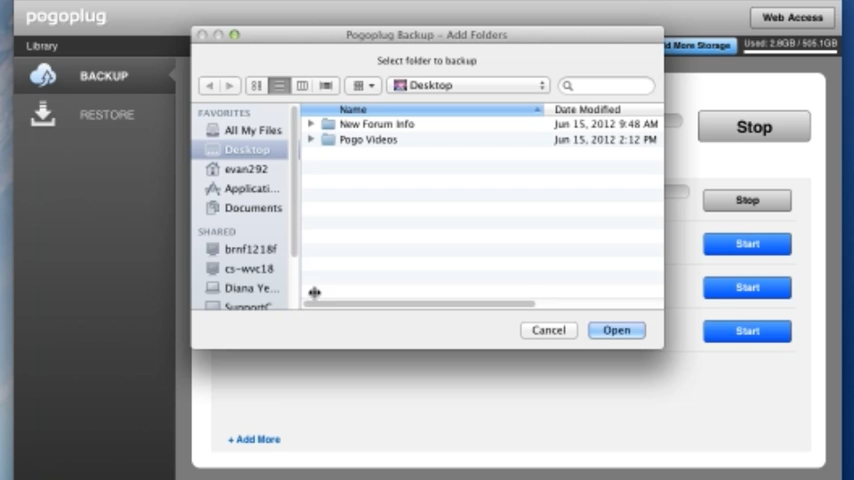 pogoplug
Web Access
Library
d More Storage
Used: 2.8GB / 505.1GB
BACKUP
RESTORE
Pogoplug Backup – Add Folders
Select folder to backup
Desktop
FAVORITES
All My Files
Desktop
evan292
Applicati...
Documents
SHARED
brnf1218f
cs-wvc18
Diana Ye...
SupportC
Name
Date Modified
New Forum Info
Jun 15, 2012 9:48 AM
Pogo Videos
Jun 15, 2012 2:12 PM
Cancel
Open
Stop
Stop
Start
Start
Start
+ Add More